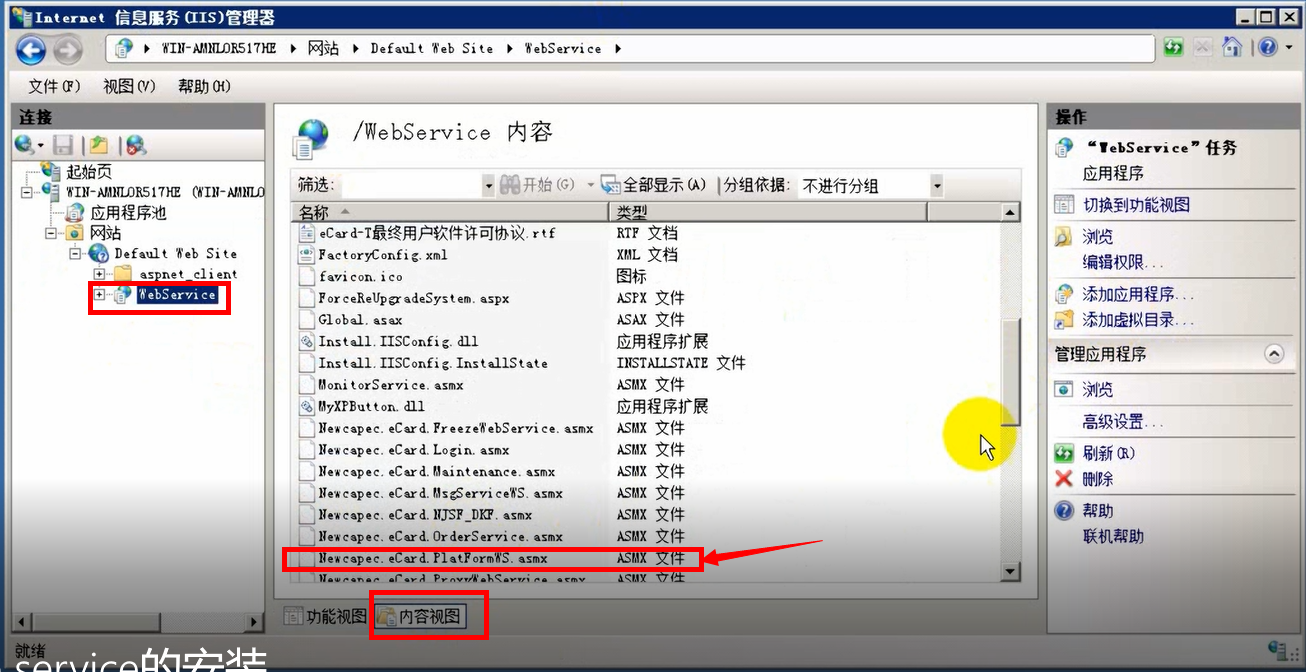 Internet 信息服务(IIS)管理器
WIN-AMNLOR517HE 网站 Default Web Site WebService
文件(F) 视图(V) 帮助(H)
连接
起始页
WIN-AMNLOR517HE (WIN-AMNLO
应用程序池
网站
Default Web Site
aspnet_client
WebService
/WebService 内容
筛选: 开始(G) 全部显示(A) 分组依据: 不进行分组
名称 类型
eCard-T最终用户软件许可协议.rtf RTF 文档
FactoryConfig.xml XML 文档
favicon.ico 图标
ForceReUpgradeSystem.aspx ASPX 文件
Global.asax ASAX 文件
Install.IISConfig.dll 应用程序扩展
Install.IISConfig.InstallState INSTALLSTATE 文件
MonitorService.asmx ASMX 文件
MyXPButton.dll 应用程序扩展
Newcapec.eCard.FreezeWebService.asmx ASMX 文件
Newcapec.eCard.Login.asmx ASMX 文件
Newcapec.eCard.Maintenance.asmx ASMX 文件
Newcapec.eCard.MsgServiceWS.asmx ASMX 文件
Newcapec.eCard.NJSF_DKF.asmx ASMX 文件
Newcapec.eCard.OrderService.asmx ASMX 文件
Newcapec.eCard.PlatFormWS.asmx ASMX 文件
Newcapec.eCard.ProxyWebService.asmx ASMX 文件
功能视图 内容视图
操作
“WebService”任务
应用程序
切换到功能视图
浏览
编辑权限...
添加应用程序...
添加虚拟目录...
管理应用程序
浏览
高级设置...
刷新(R)
删除
帮助
联机帮助
就绪
service的安装